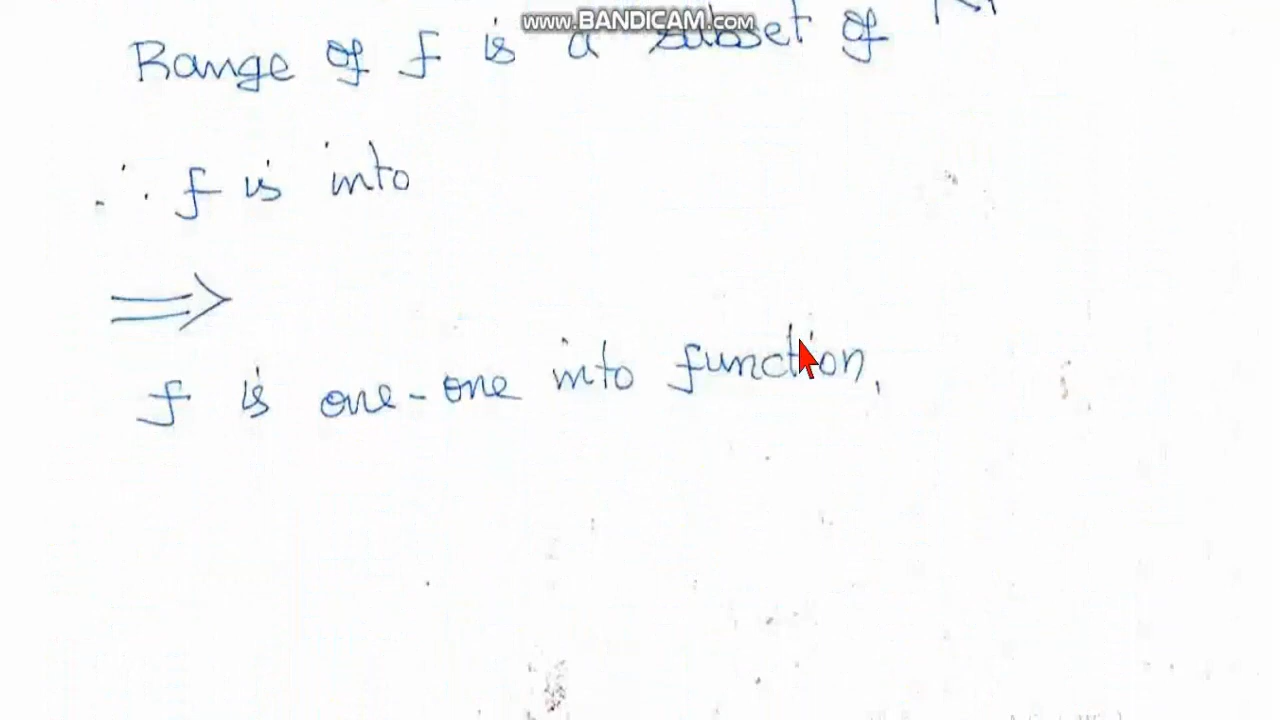 www.BANDICAM.com
Range of f is a subset of
∴ f is into
⟹
f is one-one into function,